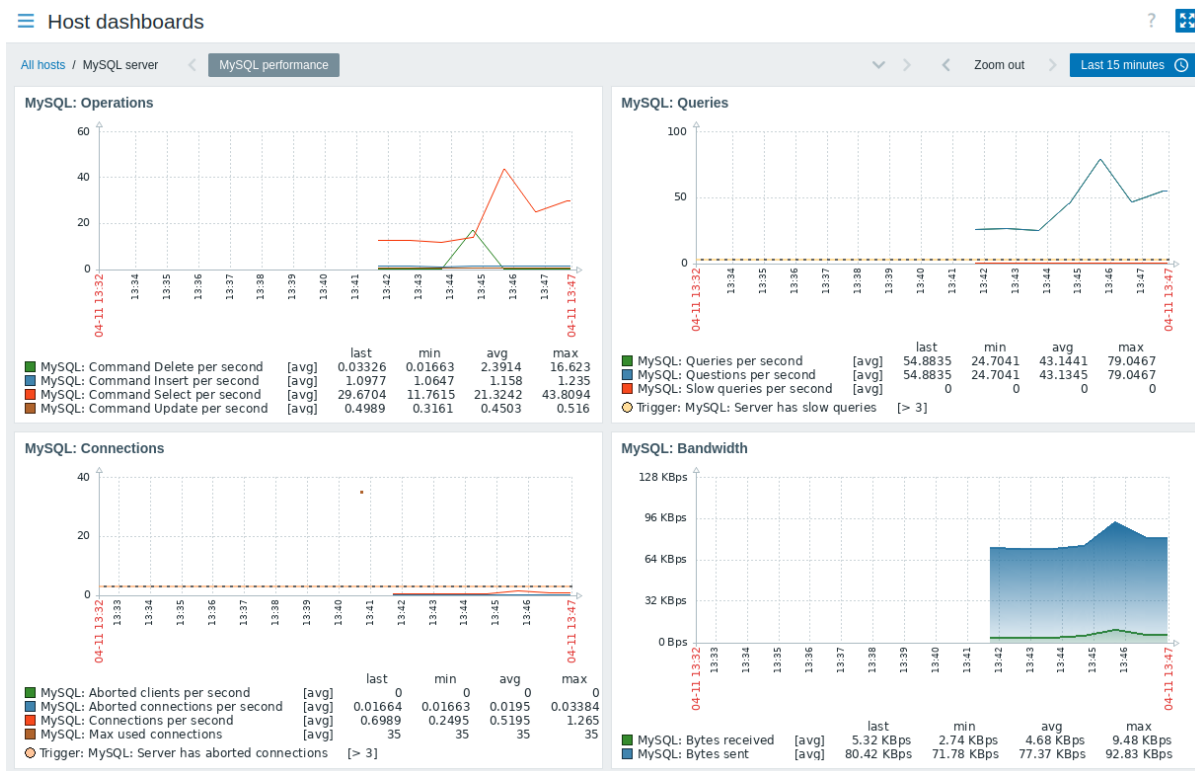 Host dashboards ?
All hosts / MySQL server MySQL performance Zoom out Last 15 minutes
MySQL: Operations
60
40
20
0
04-11 13:32 13:34 13:35 13:36 13:37 13:38 13:39 13:40 13:41 13:42 13:43 13:44 13:45 13:46 13:47 04-11 13:47
last min avg max
MySQL: Command Delete per second [avg] 0.03326 0.01663 2.3914 16.623
MySQL: Command Insert per second [avg] 1.0977 1.0647 1.158 1.235
MySQL: Command Select per second [avg] 29.6704 11.7615 21.3242 43.8094
MySQL: Command Update per second [avg] 0.4989 0.3161 0.4503 0.516
MySQL: Queries
100
50
0
04-11 13:32 13:34 13:35 13:36 13:37 13:38 13:39 13:40 13:41 13:42 13:43 13:44 13:45 13:46 13:47 04-11 13:47
last min avg max
MySQL: Queries per second [avg] 54.8835 24.7041 43.1441 79.0467
MySQL: Questions per second [avg] 54.8835 24.7041 43.1345 79.0467
MySQL: Slow queries per second [avg] 0 0 0 0
Trigger: MySQL: Server has slow queries [> 3]
MySQL: Connections
40
20
0
04-11 13:32 13:33 13:34 13:35 13:36 13:37 13:38 13:39 13:40 13:41 13:42 13:43 13:44 13:45 13:46 04-11 13:47
last min avg max
MySQL: Aborted clients per second [avg] 0 0 0 0
MySQL: Aborted connections per second [avg] 0.01664 0.01663 0.0195 0.03384
MySQL: Connections per second [avg] 0.6989 0.2495 0.5195 1.265
MySQL: Max used connections [avg] 35 35 35 35
Trigger: MySQL: Server has aborted connections [> 3]
MySQL: Bandwidth
128 KBps
96 KBps
64 KBps
32 KBps
0 Bps
04-11 13:32 13:33 13:34 13:35 13:36 13:37 13:38 13:39 13:40 13:41 13:42 13:43 13:44 13:45 13:46 04-11 13:47
last min avg max
MySQL: Bytes received [avg] 5.32 KBps 2.74 KBps 4.68 KBps 9.48 KBps
MySQL: Bytes sent [avg] 80.42 KBps 71.78 KBps 77.37 KBps 92.83 KBps